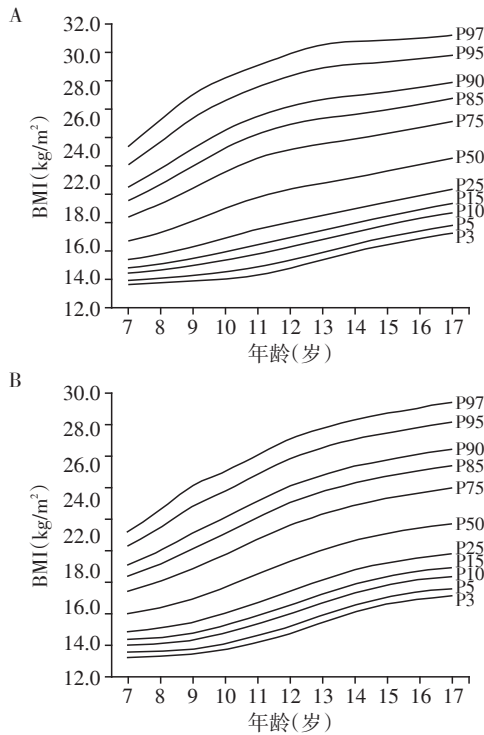 A
32.0
30.0
28.0
26.0
24.0
22.0
20.0
18.0
16.0
14.0
12.0
BMI(kg/m²)
P97
P95
P90
P85
P75
P50
P25
P15
P10
P5
P3
7 8 9 10 11 12 13 14 15 16 17
年龄(岁)
B
30.0
28.0
26.0
24.0
22.0
20.0
18.0
16.0
14.0
12.0
BMI(kg/m²)
P97
P95
P90
P85
P75
P50
P25
P15
P10
P5
P3
7 8 9 10 11 12 13 14 15 16 17
年龄(岁)